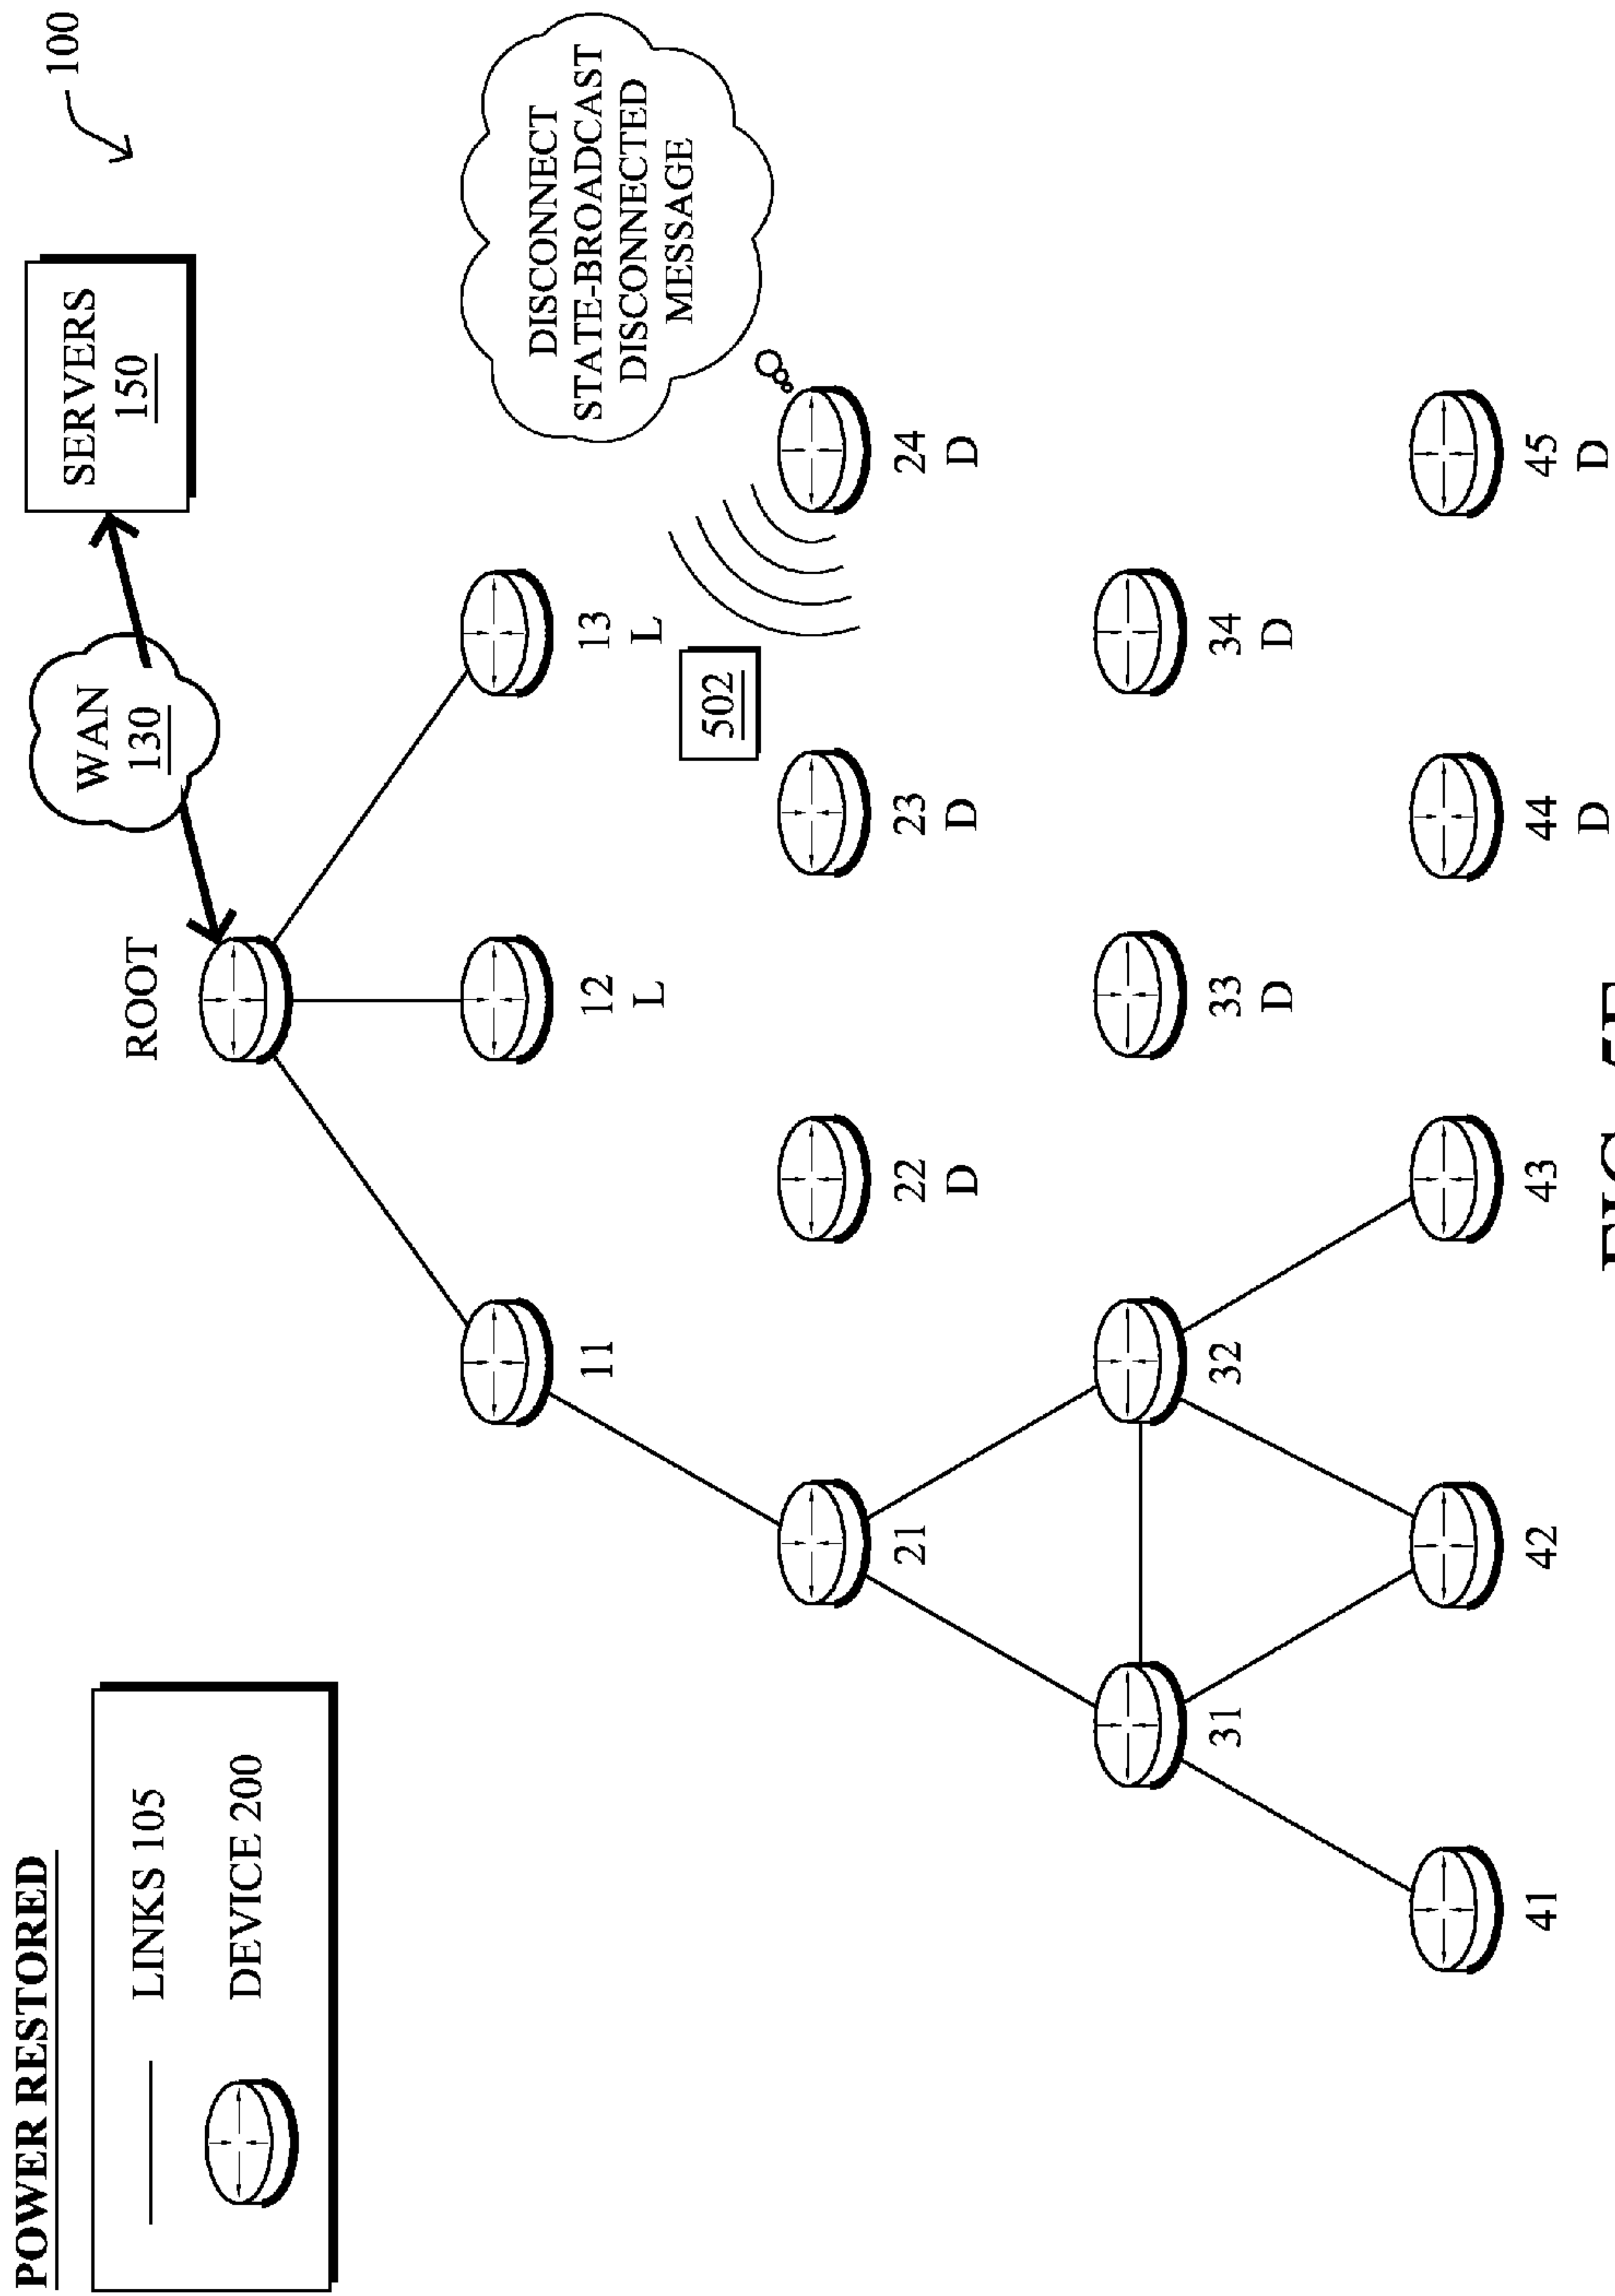 POWER RESTORED
LINKS 105
DEVICE 200
100
SERVERS
150
WAN
130
ROOT
11
12
L
13
L
DISCONNECT
STATE-BROADCAST
DISCONNECTED
MESSAGE
502
21
22
D
23
D
24
D
31
32
33
D
34
D
41
42
43
44
D
45
D